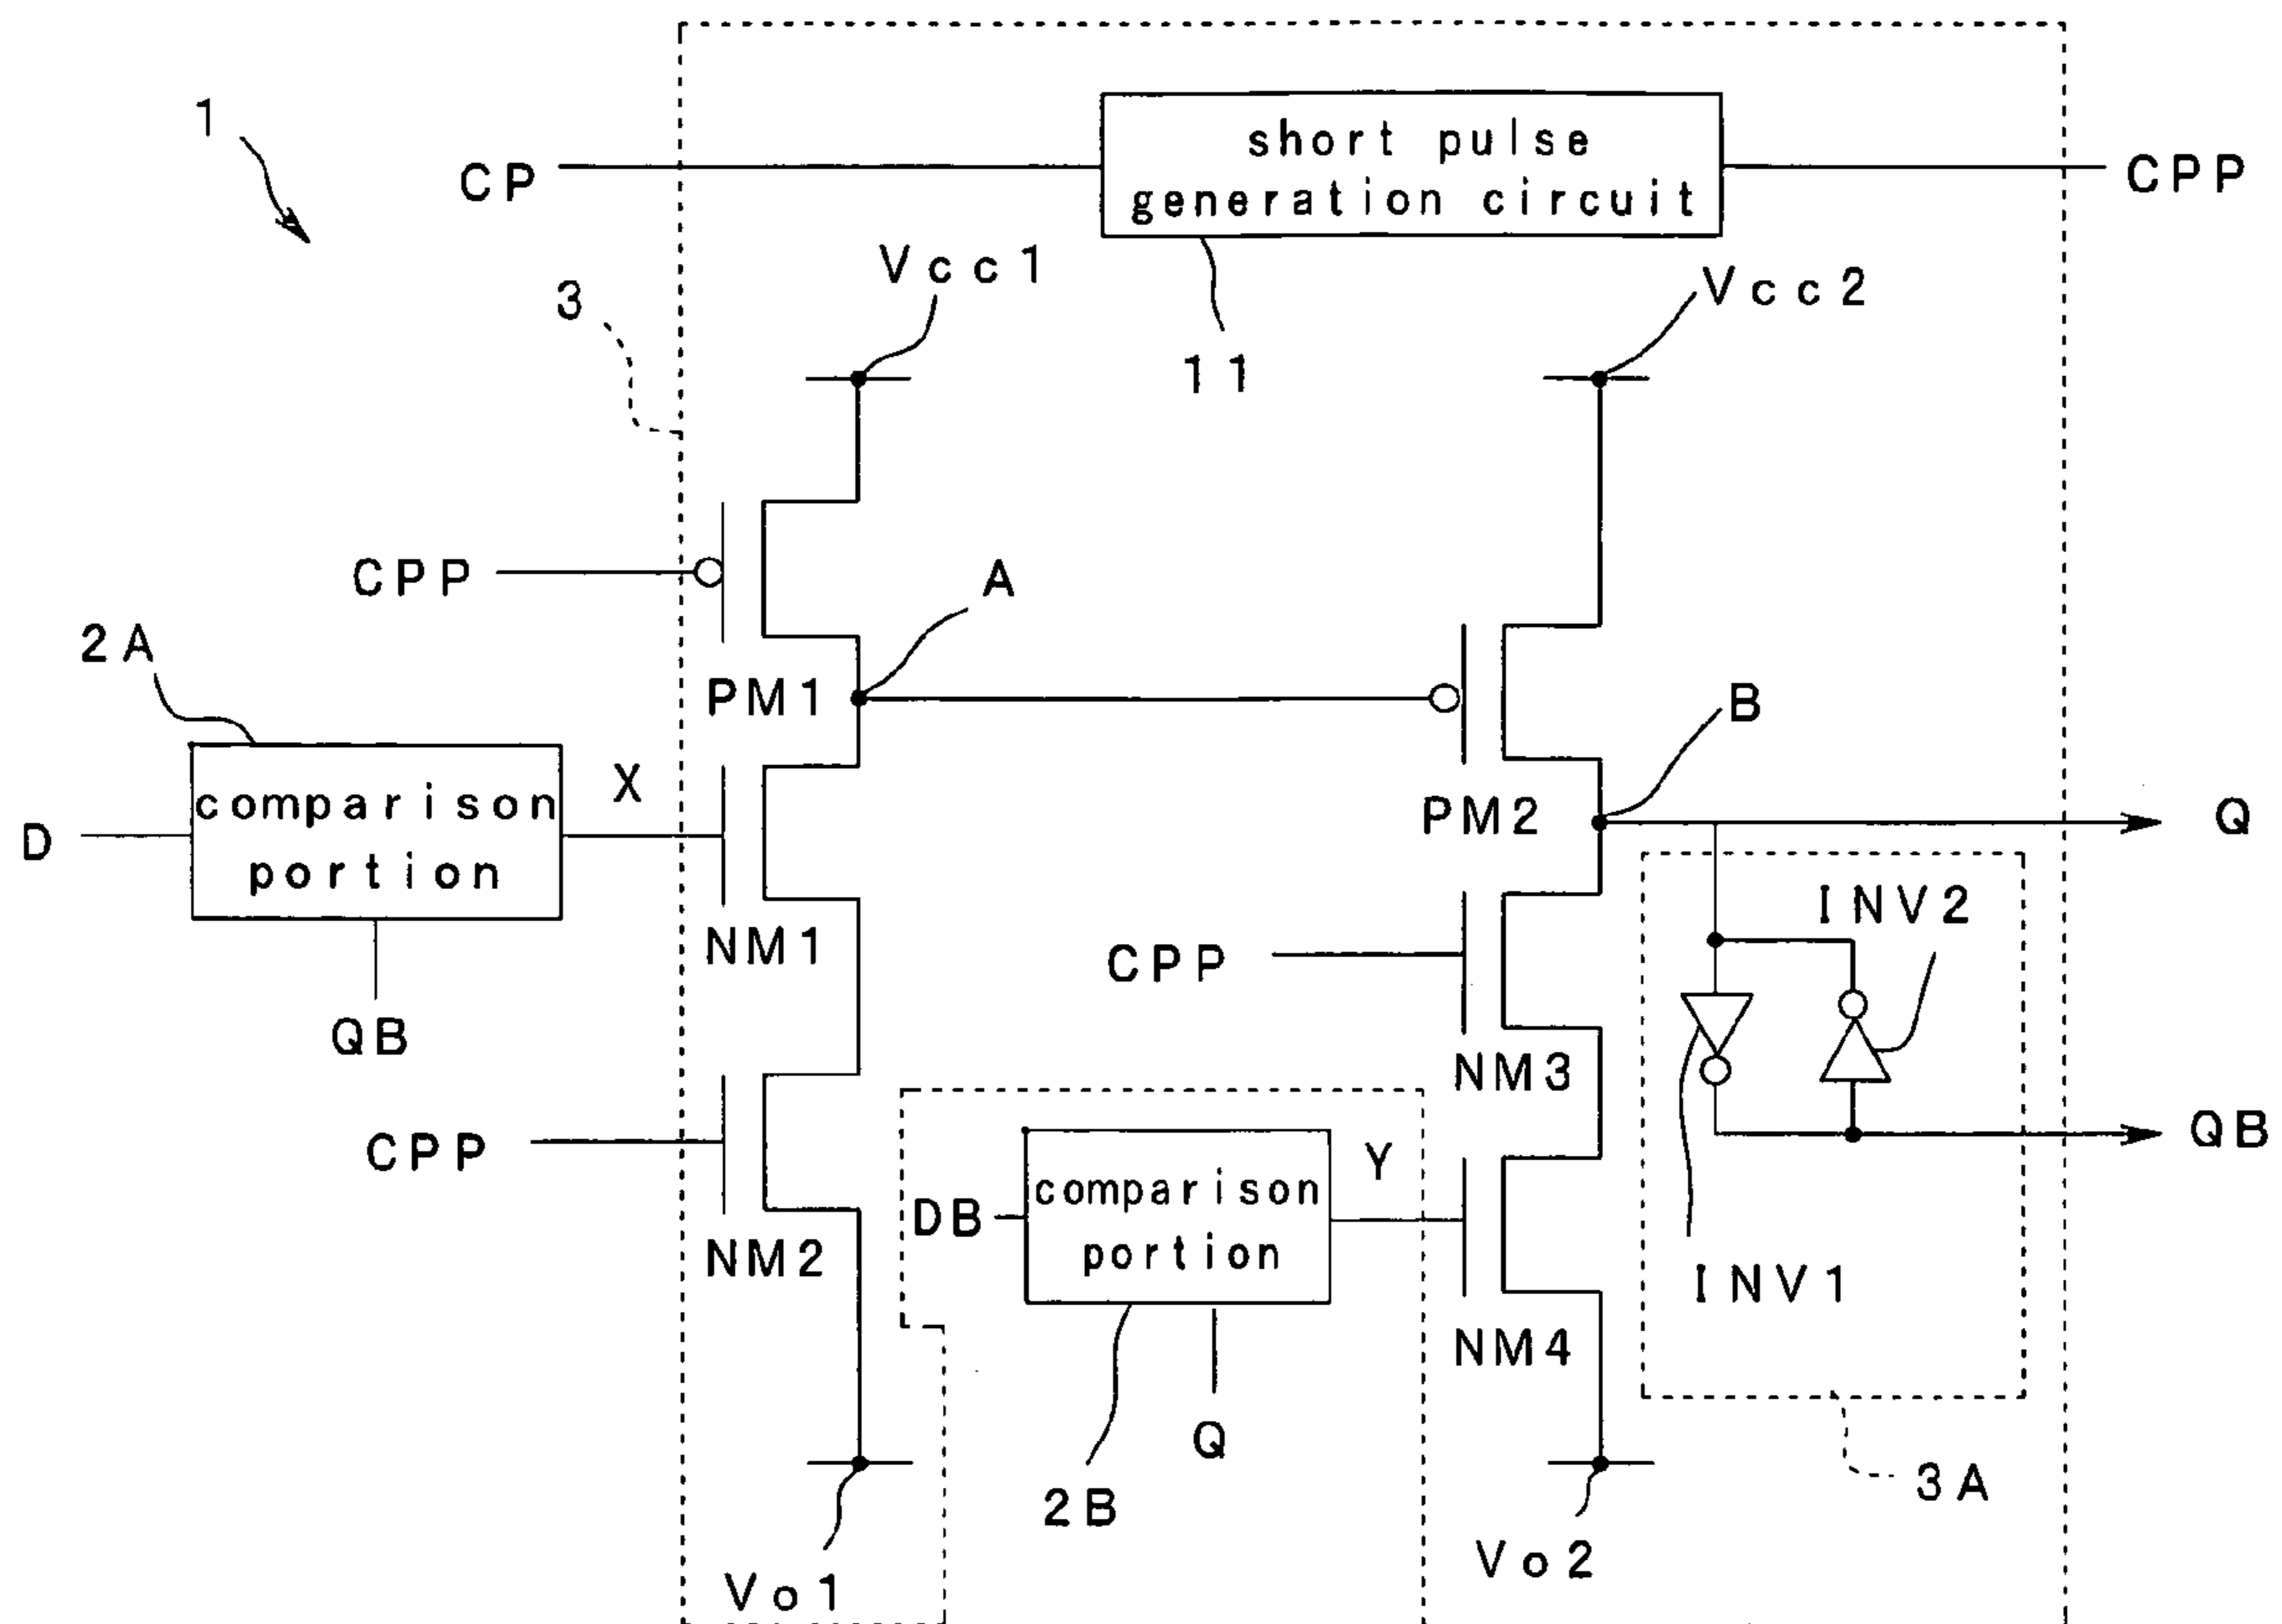 1
CP
short pulse
generation circuit
CPP
Vcc1
Vcc2
3
11
CPP
A
2A
PM1
B
comparison
portion
X
D
PM2
Q
NM1
INV2
CPP
QB
NM3
CPP
QB
Y
comparison
portion
DB
NM2
INV1
NM4
Q
2B
3A
Vo1
Vo2